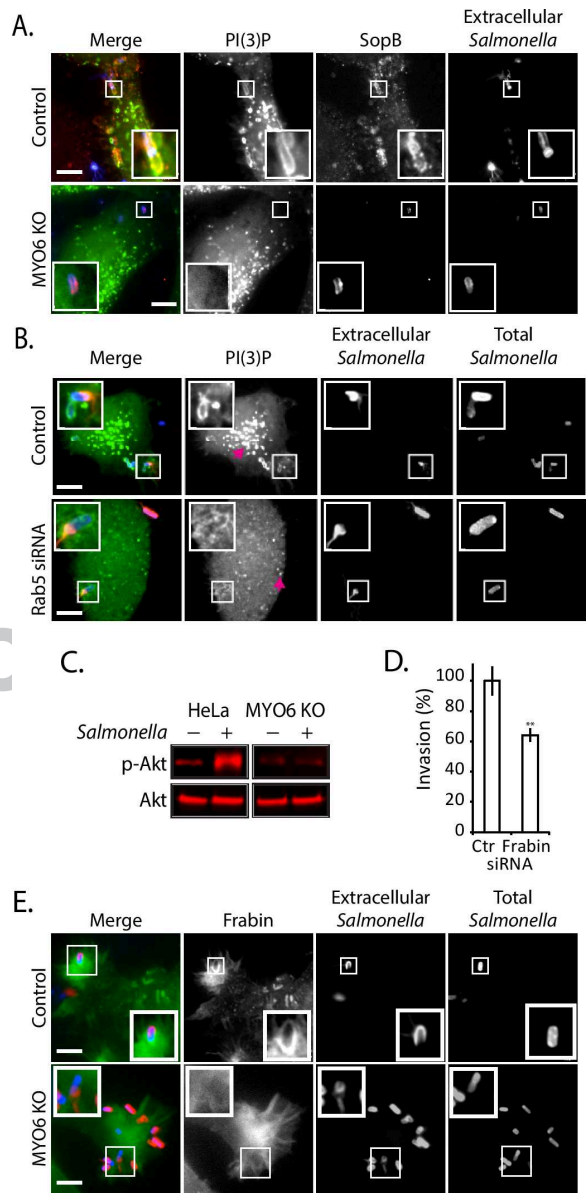 A.
Merge PI(3)P SopB Extracellular Salmonella
Control
MYO6 KO
B.
Merge PI(3)P Extracellular Salmonella Total Salmonella
Control
Rab5 siRNA
C
C.
HeLa MYO6 KO
Salmonella − + − +
p-Akt
Akt
D.
Invasion (%)
100
80
60
40
20
0
**
Ctr Frabin
siRNA
E.
Merge Frabin Extracellular Salmonella Total Salmonella
Control
MYO6 KO